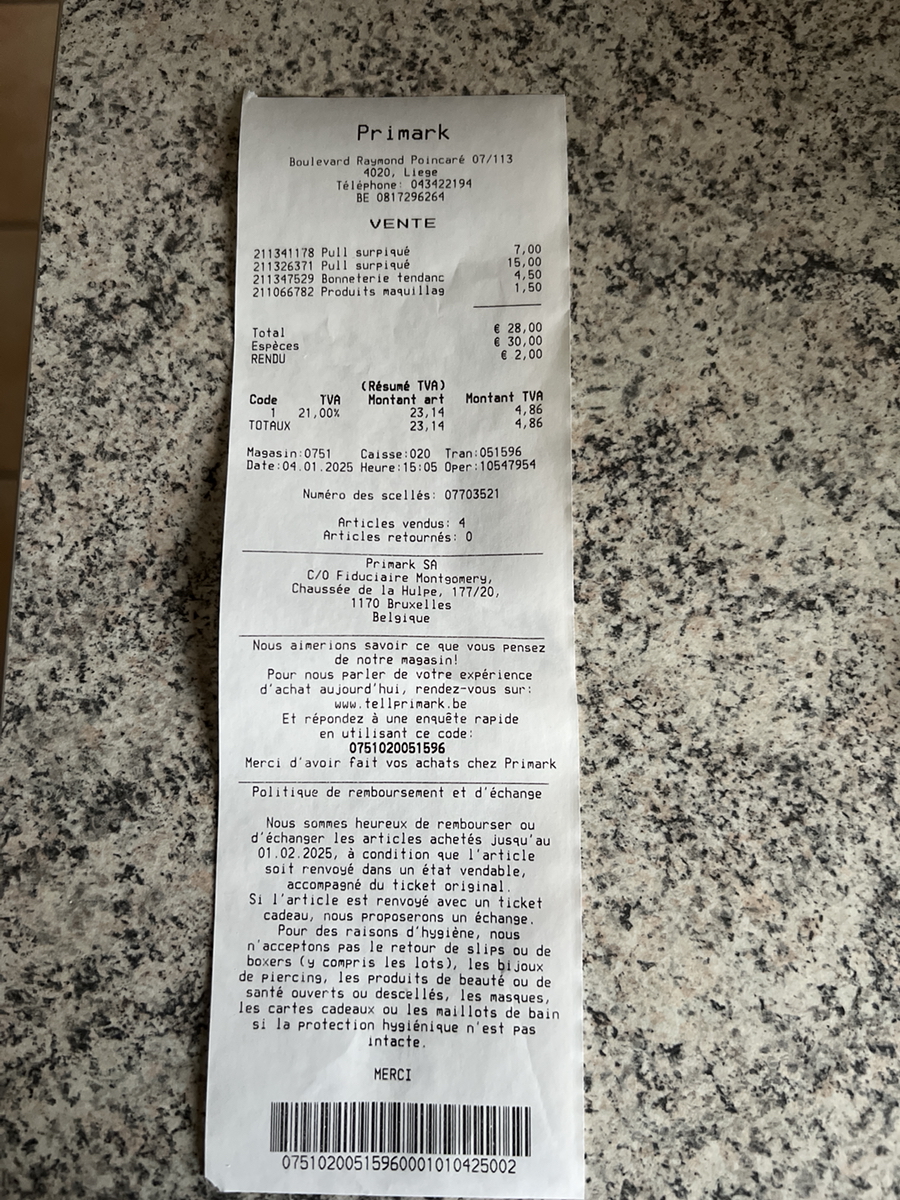 Primark
Boulevard Raymond Poincaré 07/113
4020, Liege
Téléphone: 043422194
BE 0817296264
VENTE
211341178 Pull surpiqué 7,00
211326371 Pull surpiqué 15,00
211347529 Bonneterie tendanc 4,50
211066782 Produits maquillag 1,50
Total € 28,00
Espèces € 30,00
RENDU € 2,00
(Résumé TVA)
Code TVA Montant art Montant TVA
1 21,00% 23,14 4,86
TOTAUX 23,14 4,86
Magasin:0751 Caisse:020 Tran:051596
Date:04.01.2025 Heure:15:05 Oper:10547954
Numéro des scellés: 07703521
Articles vendus: 4
Articles retournés: 0
Primark SA
C/O Fiduciaire Montgomery,
Chaussée de la Hulpe, 177/20,
1170 Bruxelles
Belgique
Nous aimerions savoir ce que vous pensez
de notre magasin!
Pour nous parler de votre expérience
d'achat aujourd'hui, rendez-vous sur:
www.tellprimark.be
Et répondez à une enquête rapide
en utilisant ce code:
0751020051596
Merci d'avoir fait vos achats chez Primark
Politique de remboursement et d'échange
Nous sommes heureux de rembourser ou
d'échanger les articles achetés jusqu'au
01.02.2025, à condition que l'article
soit renvoyé dans un état vendable,
accompagné du ticket original.
Si l'article est renvoyé avec un ticket
cadeau, nous proposerons un échange.
Pour des raisons d'hygiène, nous
n'acceptons pas le retour de slips ou de
boxers (y compris les lots), les bijoux
de piercing, les produits de beauté ou de
santé ouverts ou descellés, les masques,
les cartes cadeaux ou les maillots de bain
si la protection hygiénique n'est pas
intacte.
MERCI
07510200515960001010425002